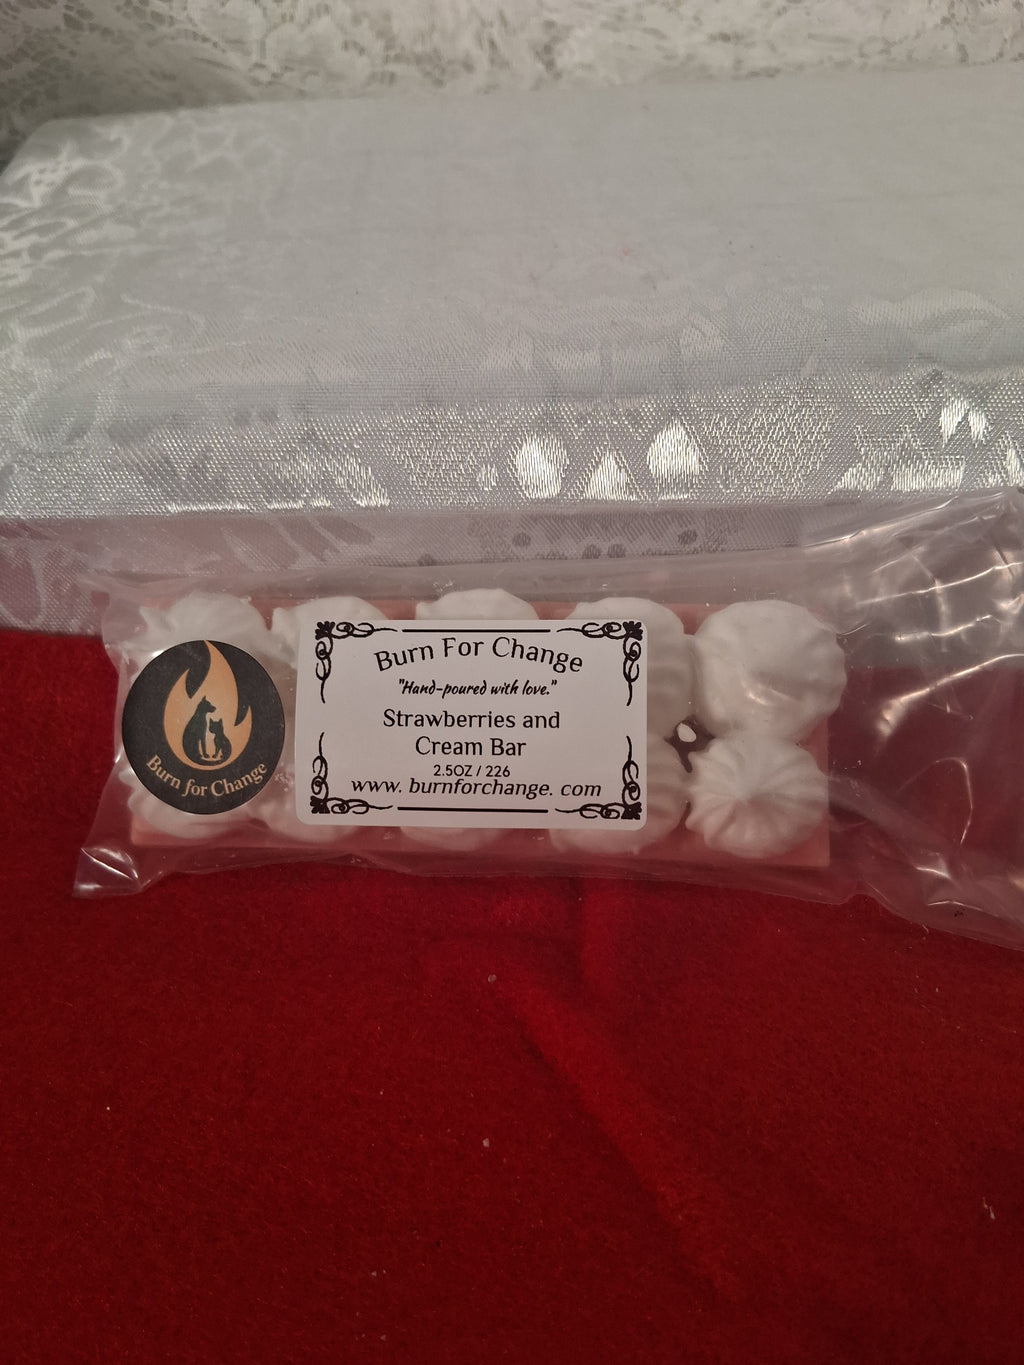 Burn for Change
Burn For Change
"Hand-poured with love."
Strawberries and
Cream Bar
2.5OZ / 226
www. burnforchange. com